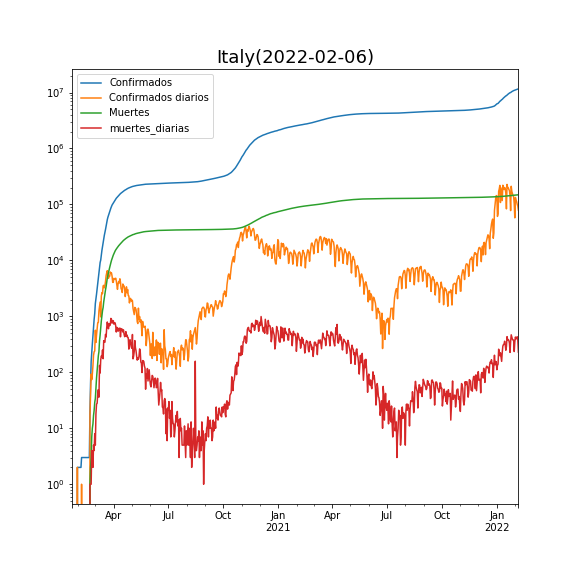 Italy(2022-02-06)
Confirmados
Confirmados diarios
Muertes
muertes_diarias
10⁷
10⁶
10⁵
10⁴
10³
10²
10¹
10⁰
Apr Jul Oct Jan Apr Jul Oct Jan
2021 2022